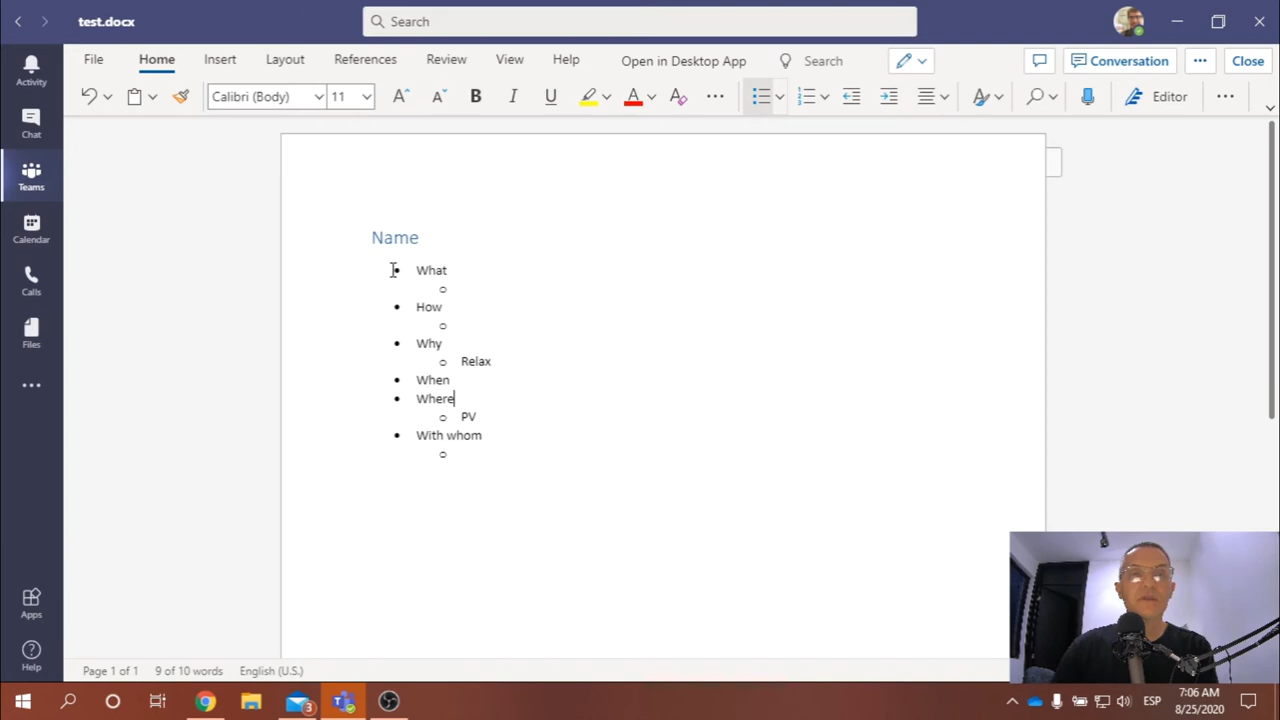 test.docx
Search
Activity
Chat
Teams
Calendar
Calls
Files
Apps
Help
File Home Insert Layout References Review View Help Open in Desktop App Search Conversation Close
Calibri (Body) 11 A A B I U A A Editor
Name
• What
○
• How
○
• Why
○ Relax
• When
• Where
○ PV
• With whom
○
Page 1 of 1 9 of 10 words English (U.S.)
3
ESP
7:06 AM
8/25/2020